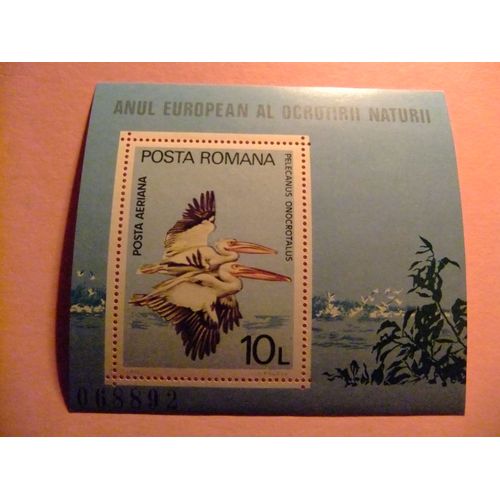 ANUL EUROPEAN AL OCROTIRII NATURII
POSTA ROMANA
POSTA AERIANA
PELECANUS ONOCROTALUS
10L
068892